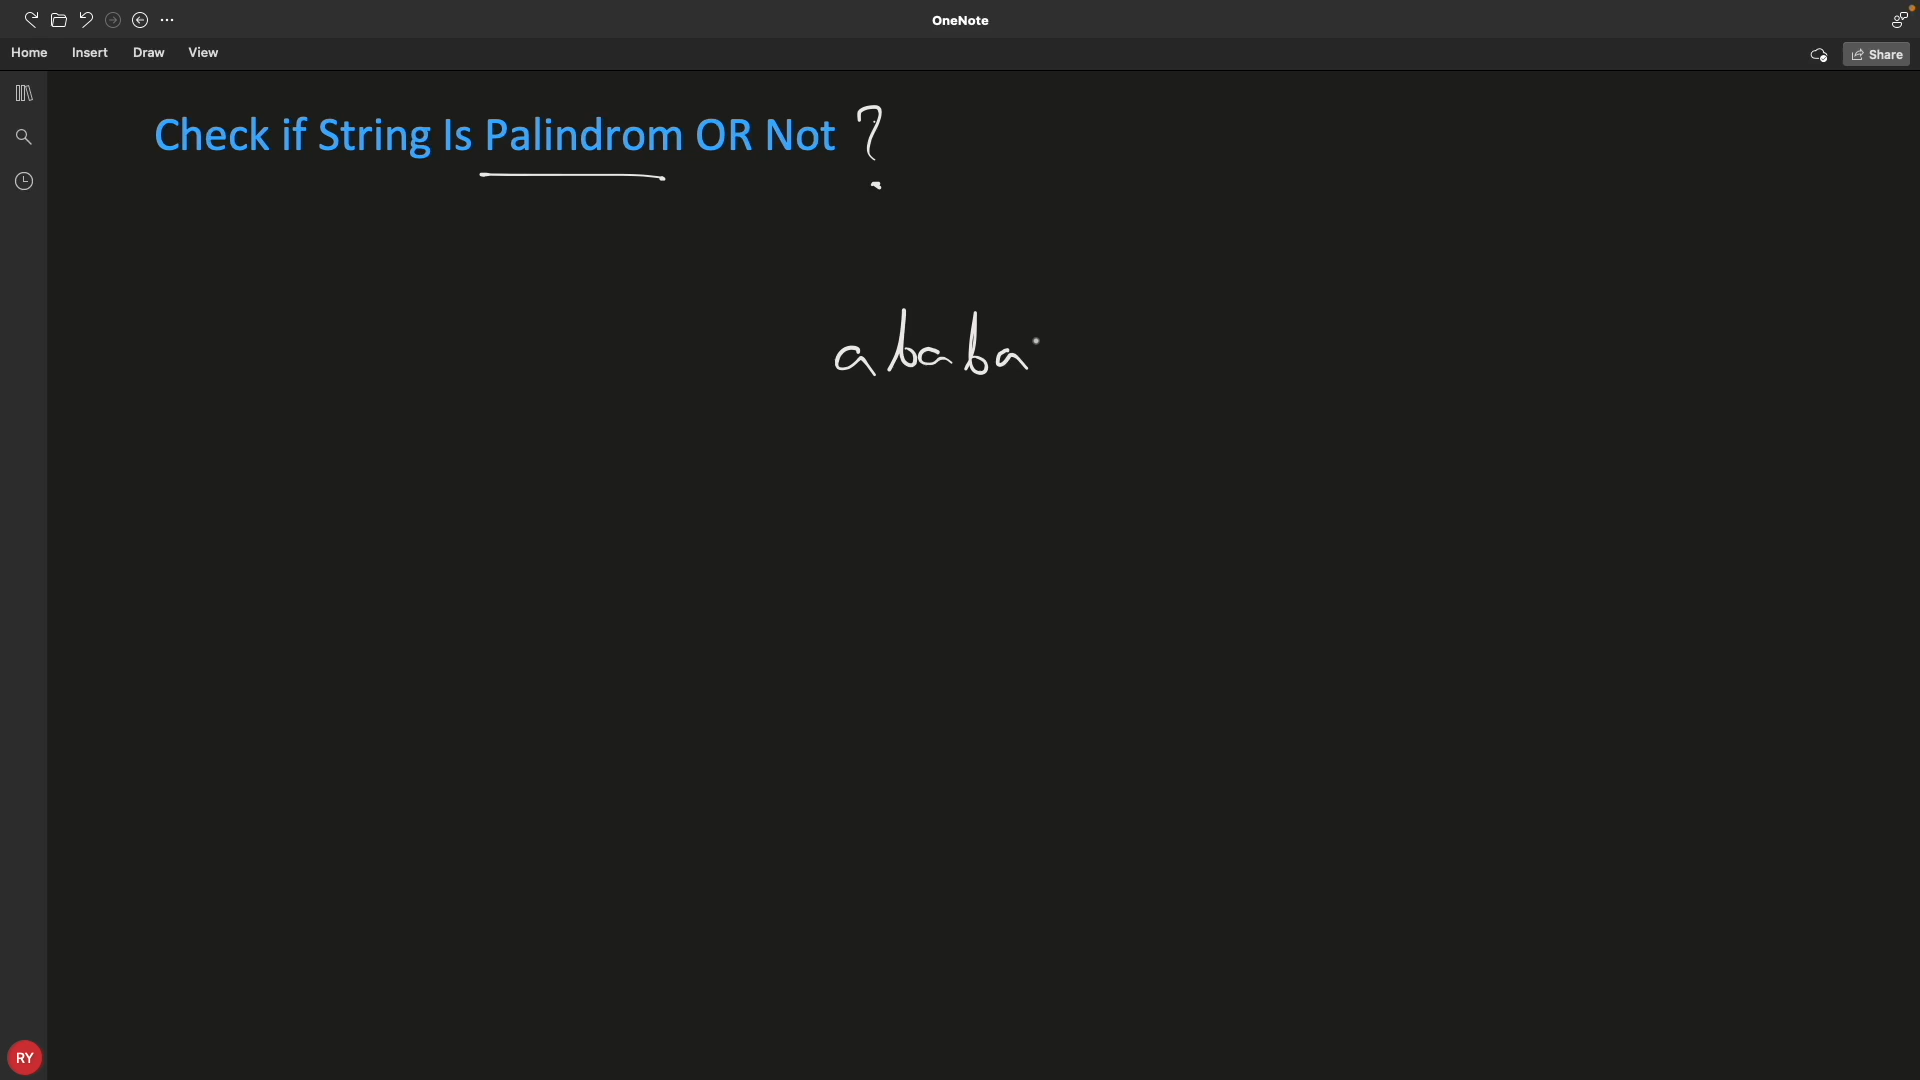 OneNote
Home Insert Draw View Share
Check if String Is Palindrom OR Not ?
ababa
RY